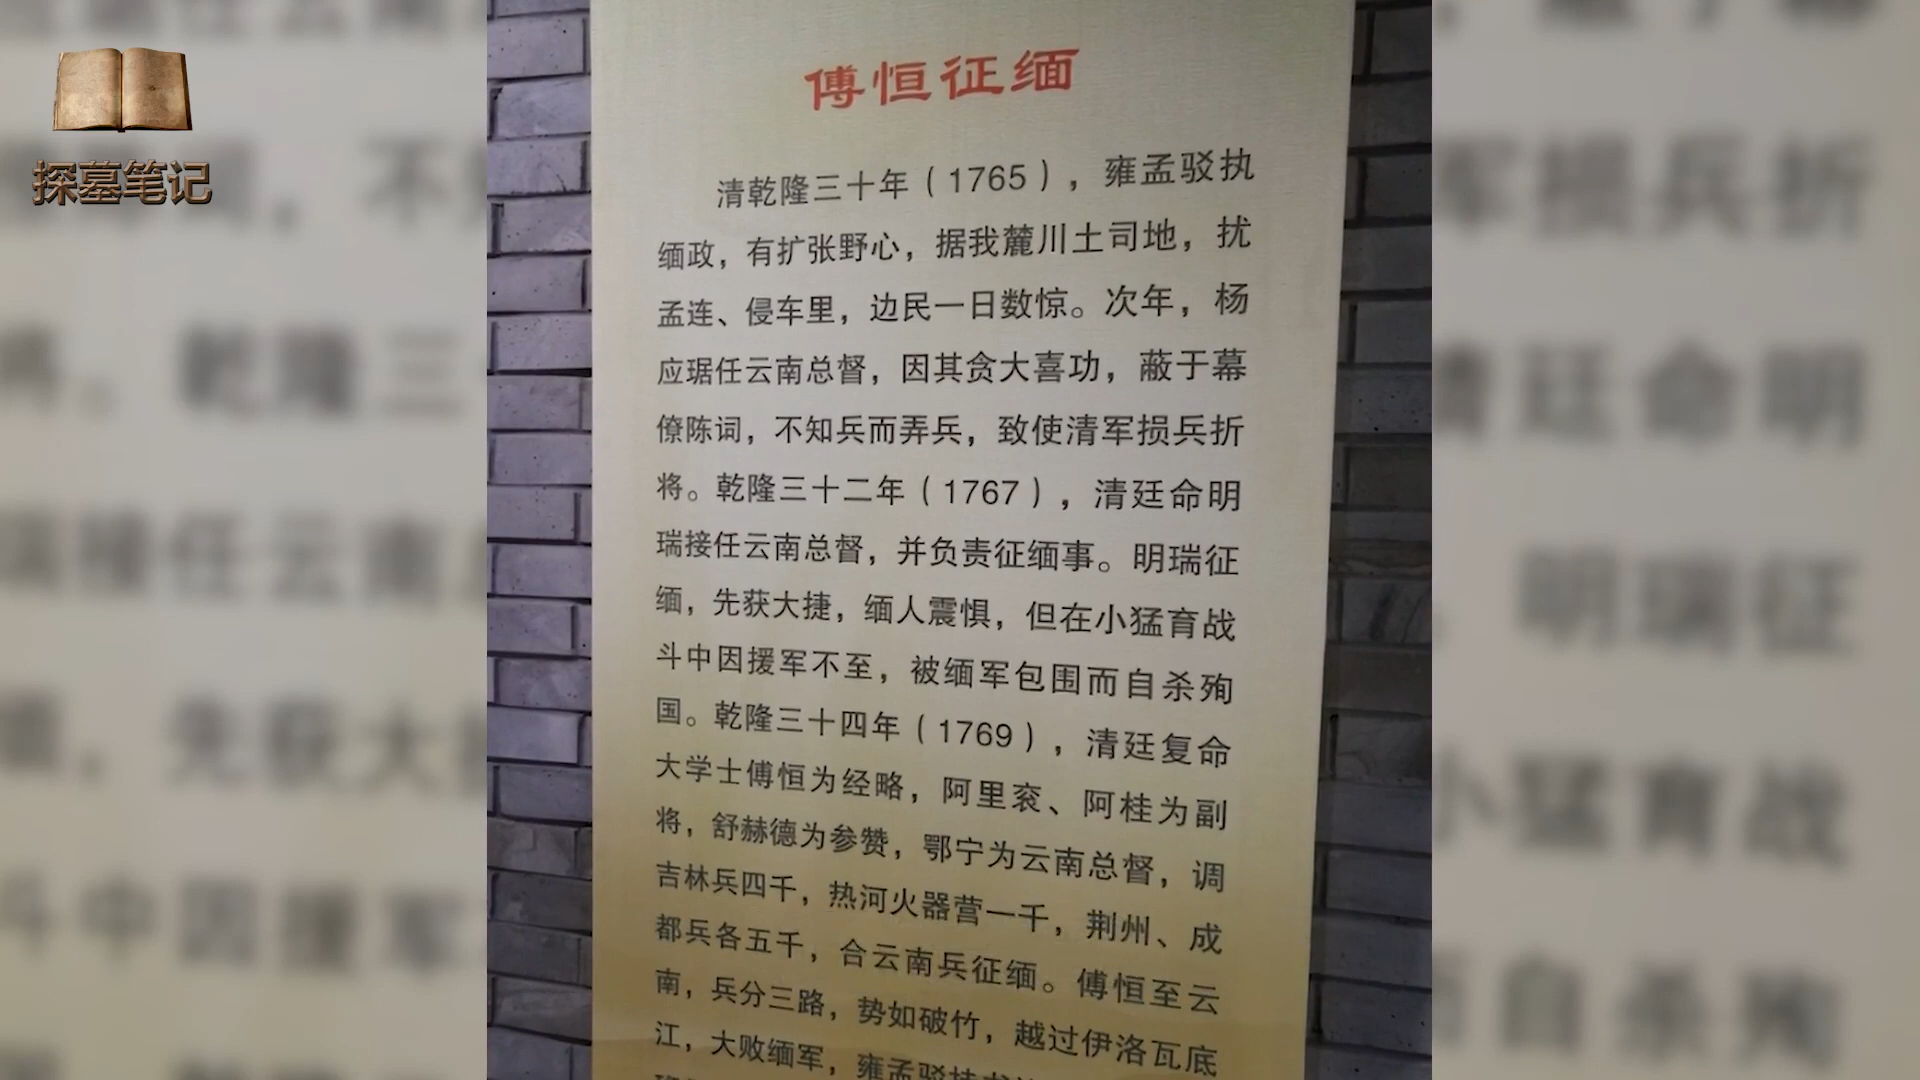 探墓笔记
傅恒征缅
清乾隆三十年（1765），雍孟驳执
缅政，有扩张野心，据我麓川土司地，扰
孟连、侵车里，边民一日数惊。次年，杨
应琚任云南总督，因其贪大喜功，蔽于幕
僚陈词，不知兵而弄兵，致使清军损兵折
将。乾隆三十二年（1767），清廷命明
瑞接任云南总督，并负责征缅事。明瑞征
缅，先获大捷，缅人震惧，但在小猛育战
斗中因援军不至，被缅军包围而自杀殉
国。乾隆三十四年（1769），清廷复命
大学士傅恒为经略，阿里衮、阿桂为副
将，舒赫德为参赞，鄂宁为云南总督，调
吉林兵四千，热河火器营一千，荆州、成
都兵各五千，合云南兵征缅。傅恒至云
南，兵分三路，势如破竹，越过伊洛瓦底
江，大败缅军，雍孟驳